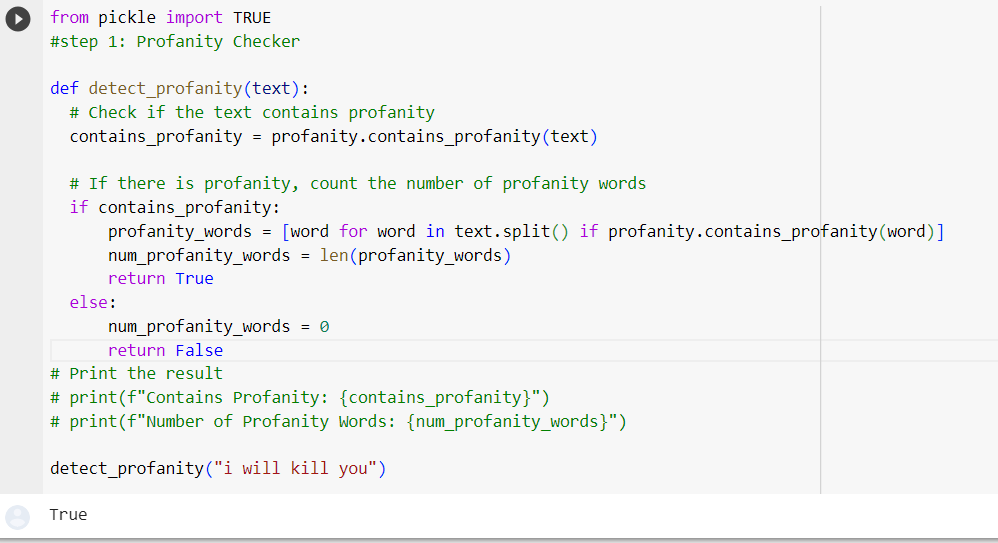 from pickle import TRUE
#step 1: Profanity Checker
def detect_profanity(text):
# Check if the text contains profanity
contains_profanity = profanity.contains_profanity(text)
# If there is profanity, count the number of profanity words
if contains_profanity:
profanity_words = [word for word in text.split() if profanity.contains_profanity(word)]
num_profanity_words = len(profanity_words)
return True
else:
num_profanity_words = 0
return False
# Print the result
# print(f"Contains Profanity: {contains_profanity}")
# print(f"Number of Profanity Words: {num_profanity_words}")
detect_profanity("i will kill you")
True